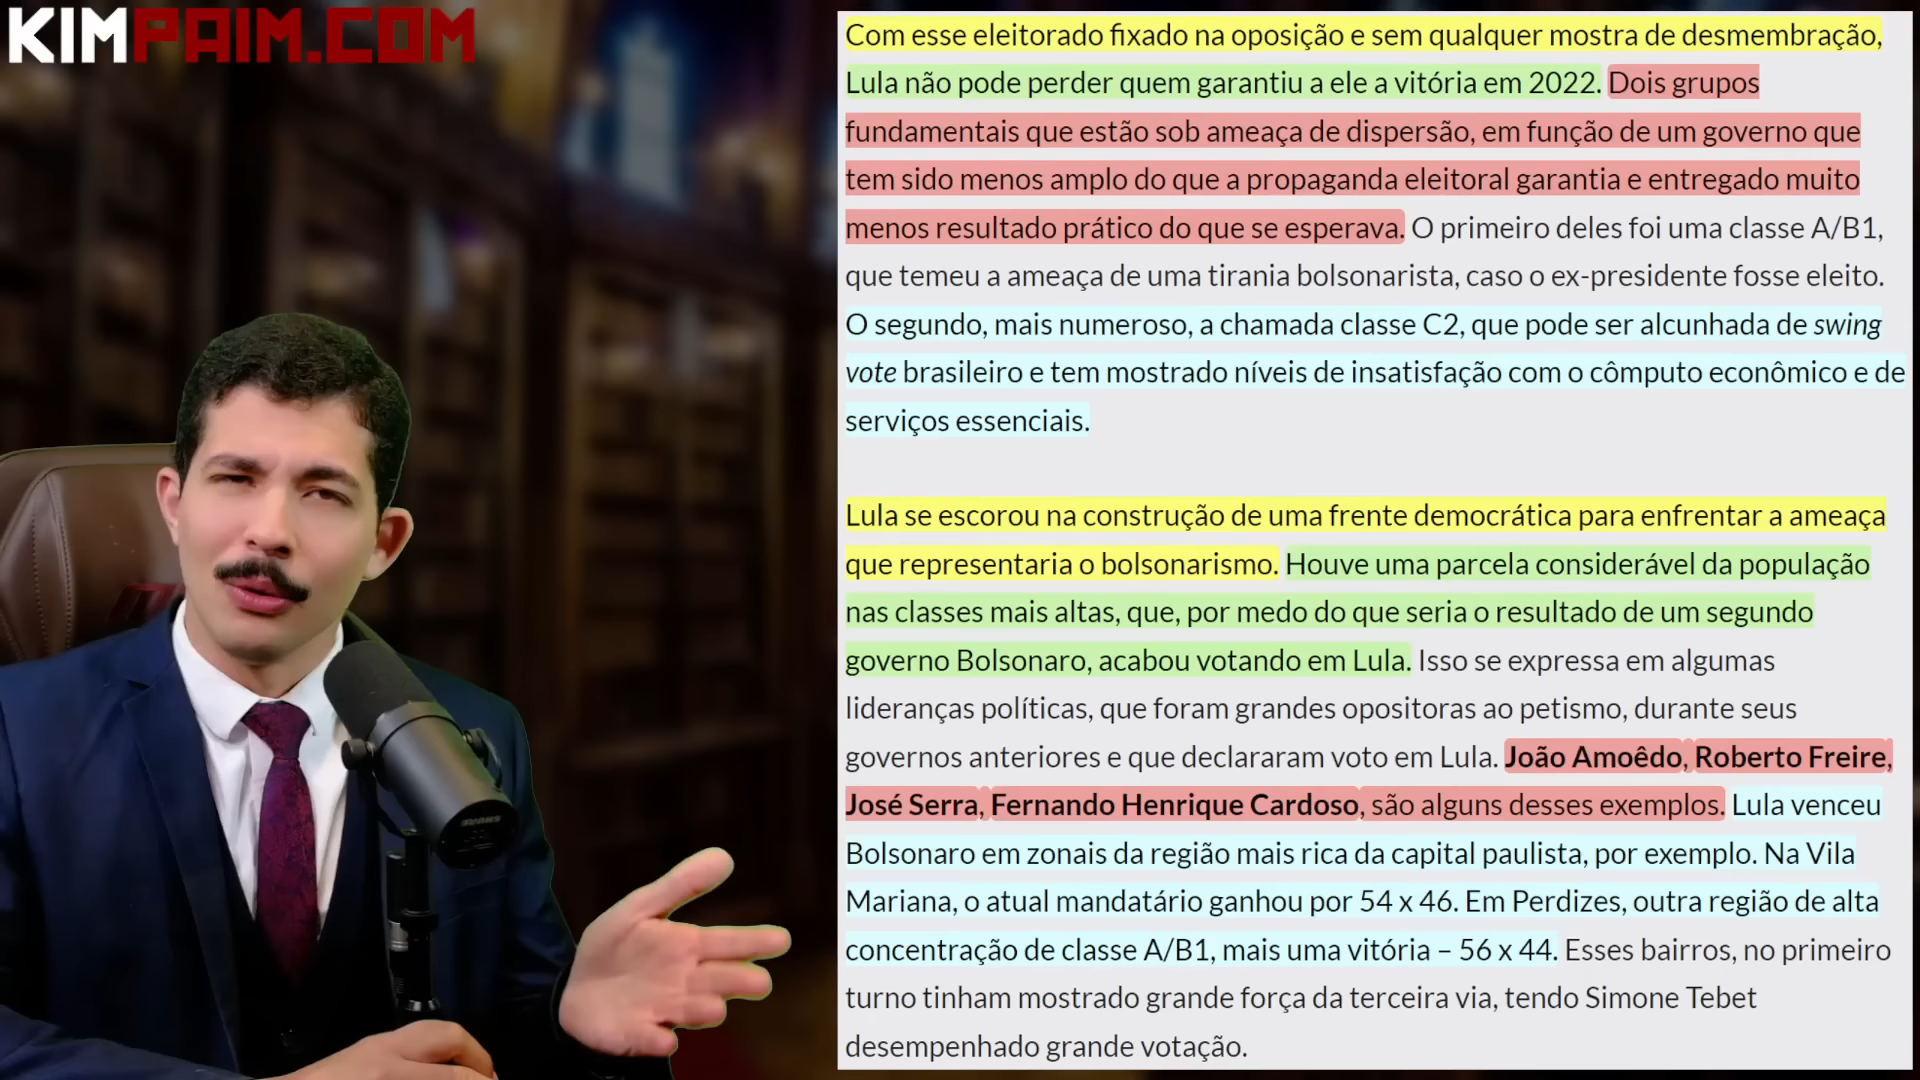 KIMPAIM.COM
Com esse eleitorado fixado na oposição e sem qualquer mostra de desmembração,
Lula não pode perder quem garantiu a ele a vitória em 2022. Dois grupos
fundamentais que estão sob ameaça de dispersão, em função de um governo que
tem sido menos amplo do que a propaganda eleitoral garantia e entregado muito
menos resultado prático do que se esperava. O primeiro deles foi uma classe A/B1,
que temeu a ameaça de uma tirania bolsonarista, caso o ex-presidente fosse eleito.
O segundo, mais numeroso, a chamada classe C2, que pode ser alcunhada de swing
vote brasileiro e tem mostrado níveis de insatisfação com o cômputo econômico e de
serviços essenciais.
Lula se escorou na construção de uma frente democrática para enfrentar a ameaça
que representaria o bolsonarismo. Houve uma parcela considerável da população
nas classes mais altas, que, por medo do que seria o resultado de um segundo
governo Bolsonaro, acabou votando em Lula. Isso se expressa em algumas
lideranças políticas, que foram grandes opositoras ao petismo, durante seus
governos anteriores e que declararam voto em Lula. João Amoêdo, Roberto Freire,
José Serra, Fernando Henrique Cardoso, são alguns desses exemplos. Lula venceu
Bolsonaro em zonais da região mais rica da capital paulista, por exemplo. Na Vila
Mariana, o atual mandatário ganhou por 54 x 46. Em Perdizes, outra região de alta
concentração de classe A/B1, mais uma vitória – 56 x 44. Esses bairros, no primeiro
turno tinham mostrado grande força da terceira via, tendo Simone Tebet
desempenhado grande votação.
SHURE